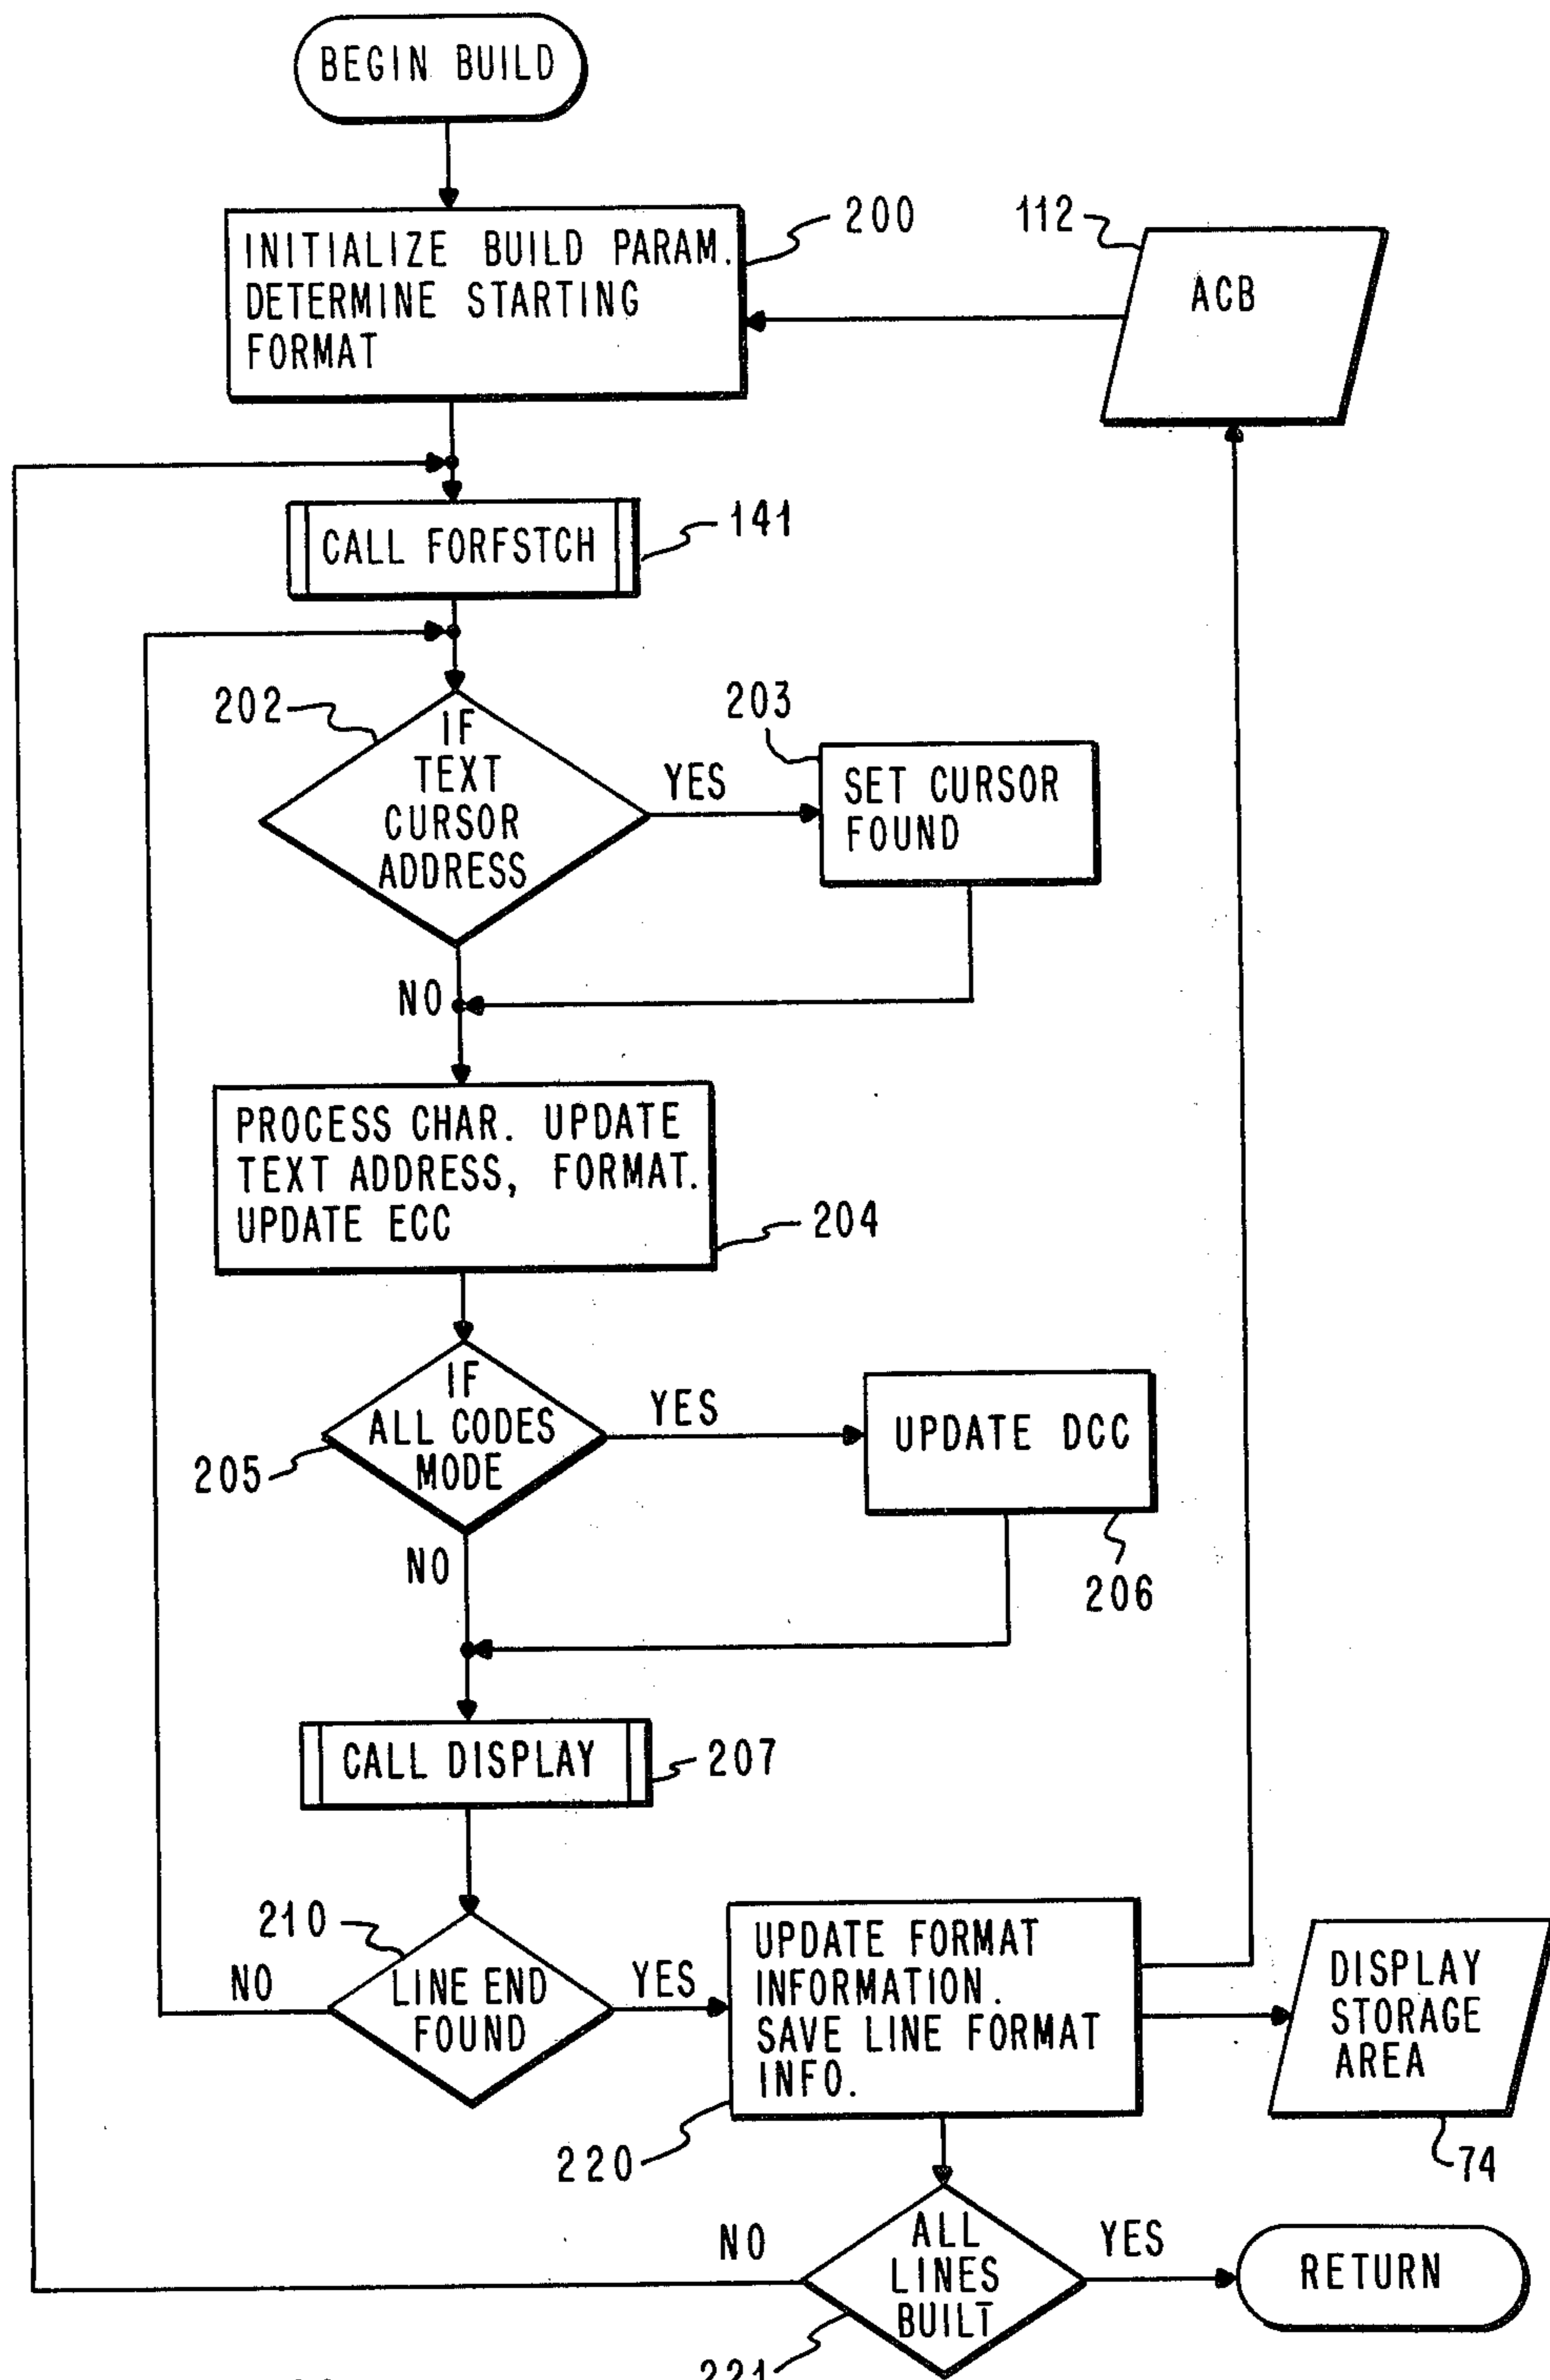 BEGIN BUILD
200
112
INITIALIZE BUILD PARAM.
DETERMINE STARTING
FORMAT
ACB
CALL FORFSTCH
141
202
203
IF
TEXT
CURSOR
ADDRESS
YES
SET CURSOR
FOUND
NO
PROCESS CHAR. UPDATE
TEXT ADDRESS, FORMAT.
UPDATE ECC
204
IF
ALL CODES
MODE
YES
UPDATE DCC
205
NO
206
CALL DISPLAY
207
210
NO
LINE END
FOUND
YES
UPDATE FORMAT
INFORMATION.
SAVE LINE FORMAT
INFO.
DISPLAY
STORAGE
AREA
220
74
NO
ALL
LINES
BUILT
YES
RETURN
221